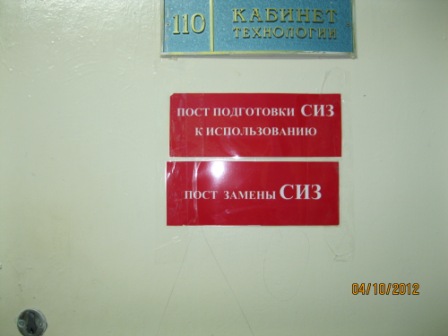 110 КАБИНЕТ
ТЕХНОЛОГИИ
ПОСТ ПОДГОТОВКИ СИЗ
К ИСПОЛЬЗОВАНИЮ
ПОСТ ЗАМЕНЫ СИЗ
04/10/2012